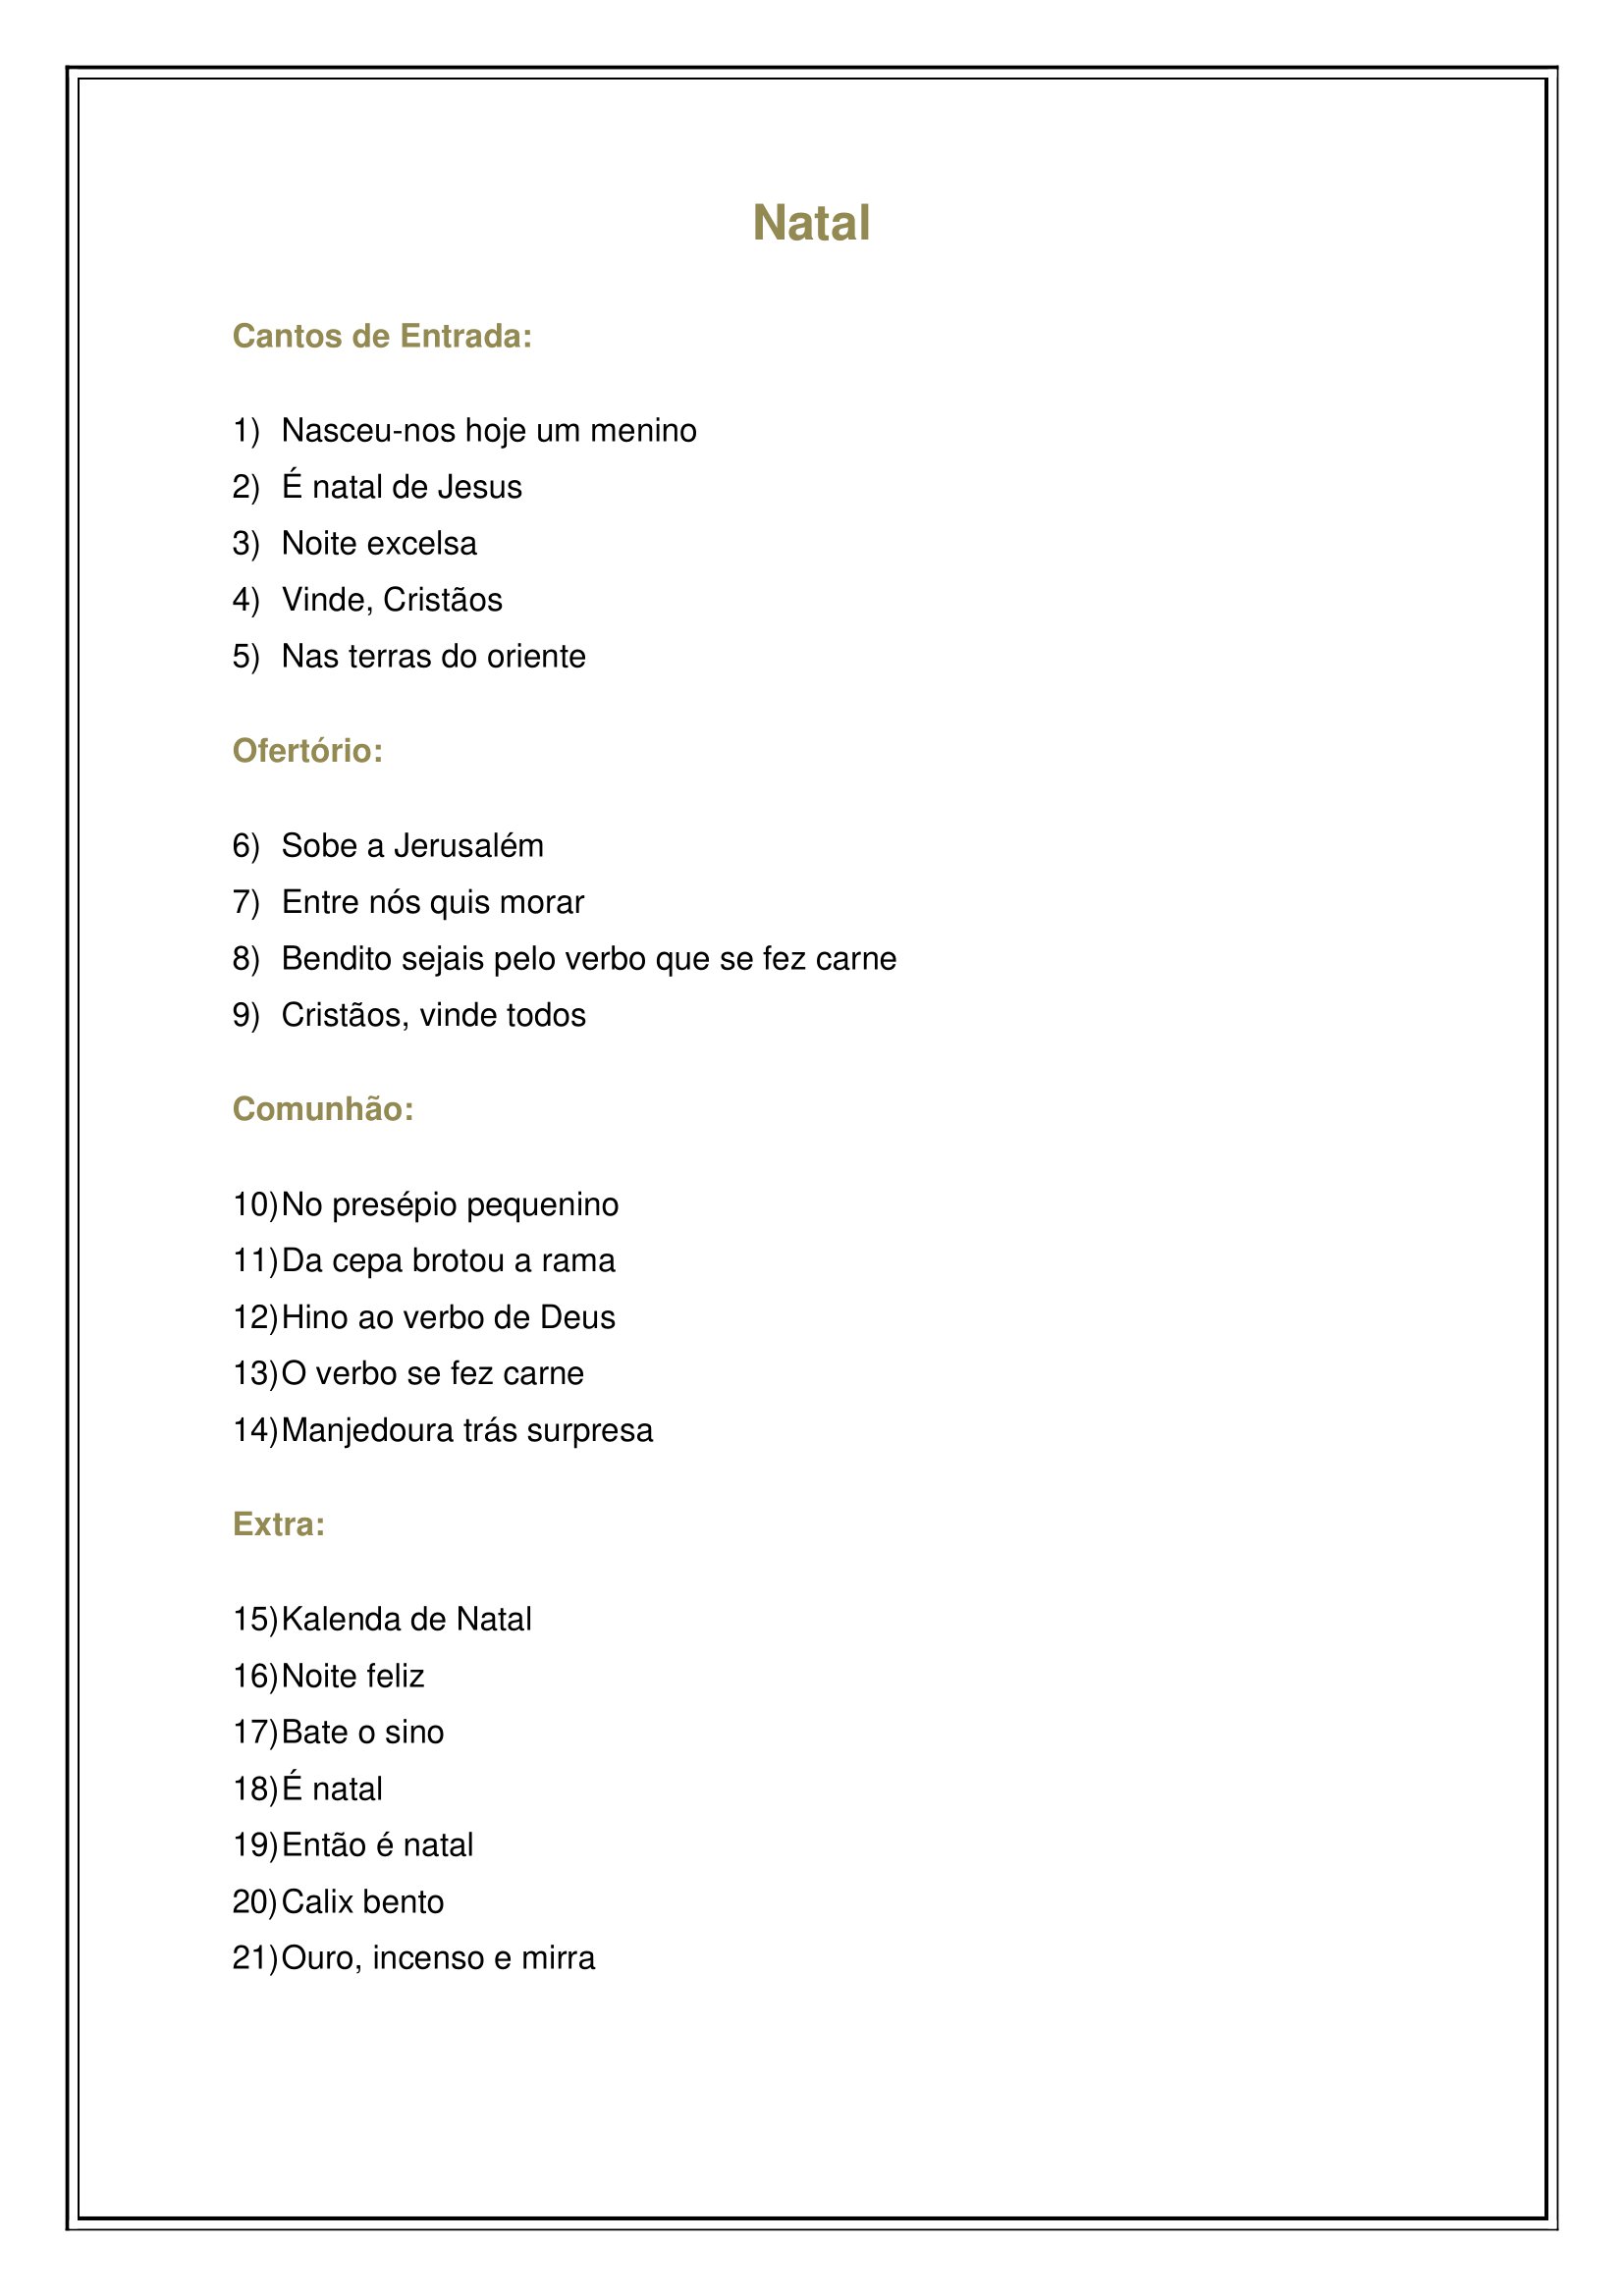 Natal
Cantos de Entrada:
1) Nasceu-nos hoje um menino
2) É natal de Jesus
3) Noite excelsa
4) Vinde, Cristãos
5) Nas terras do oriente
Ofertório:
6) Sobe a Jerusalém
7) Entre nós quis morar
8) Bendito sejais pelo verbo que se fez carne
9) Cristãos, vinde todos
Comunhão:
10) No presépio pequenino
11) Da cepa brotou a rama
12) Hino ao verbo de Deus
13) O verbo se fez carne
14) Manjedoura trás surpresa
Extra:
15) Kalenda de Natal
16) Noite feliz
17) Bate o sino
18) É natal
19) Então é natal
20) Calix bento
21) Ouro, incenso e mirra